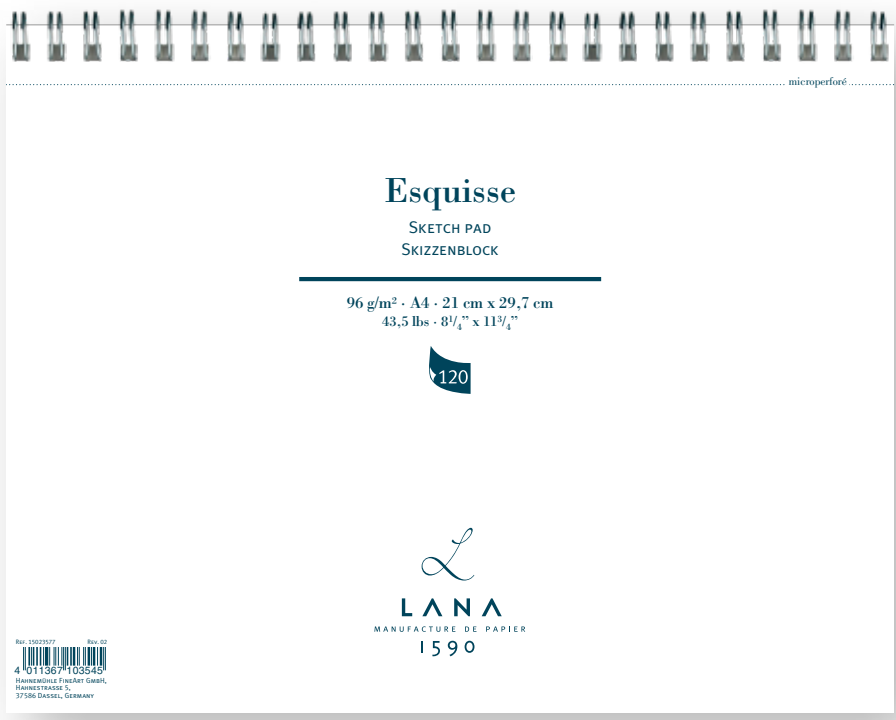 microperforé
Esquisse
SKETCH PAD
SKIZZENBLOCK
96 g/m² · A4 · 21 cm x 29,7 cm
43,5 lbs · 8¹/₄” x 11³/₄”
120
L
LANA
MANUFACTURE DE PAPIER
1590
REF. 15023577 REV. 02
4 011367 103545
HAHNEMÜHLE FINEART GMBH,
HAHNESTRASSE 5,
37586 DASSEL, GERMANY